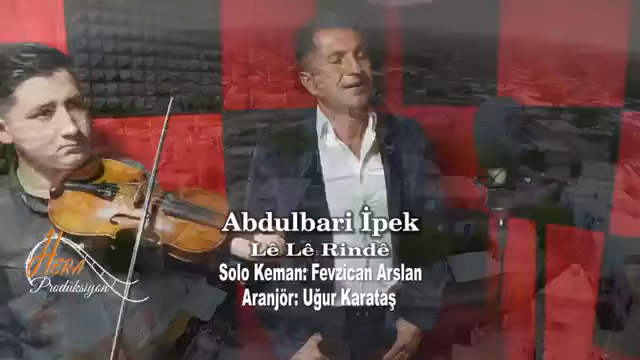 Abdulbari İpek
Lê Lê Rindê
Solo Keman: Fevzican Arslan
Aranjör: Uğur Karataş
HERA
Prodüksiyon